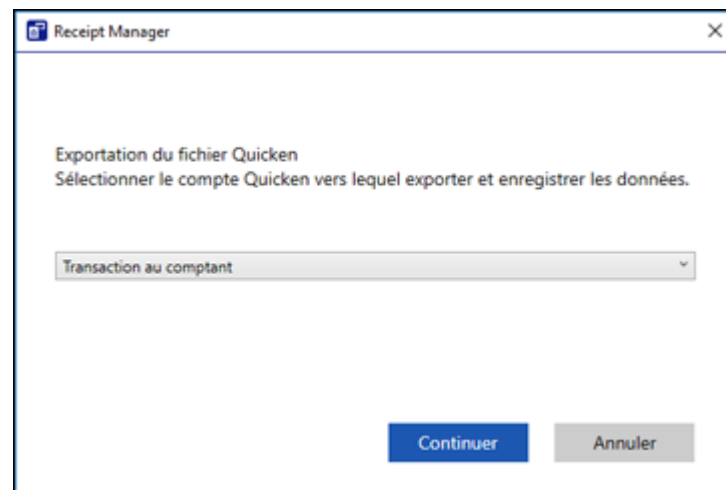 Receipt Manager
Exportation du fichier Quicken
Sélectionner le compte Quicken vers lequel exporter et enregistrer les données.
Transaction au comptant
Continuer
Annuler